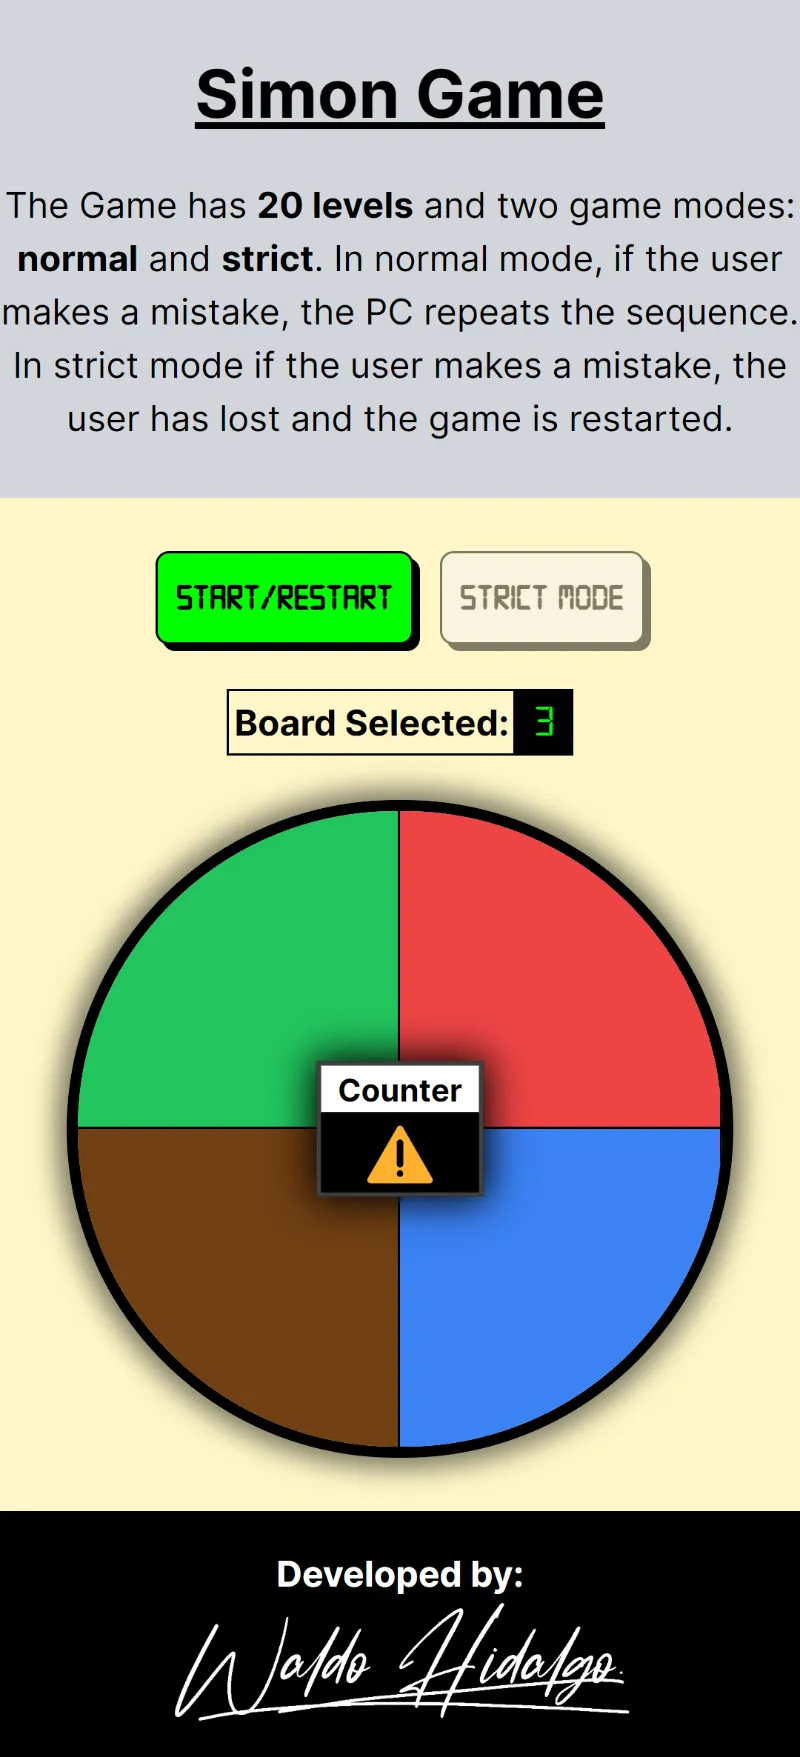 Simon Game
The Game has 20 levels and two game modes:
normal and strict. In normal mode, if the user
makes a mistake, the PC repeats the sequence.
In strict mode if the user makes a mistake, the
user has lost and the game is restarted.
START/RESTART
STRICT MODE
Board Selected: 3
Counter
Developed by:
Waldo Hidalgo.